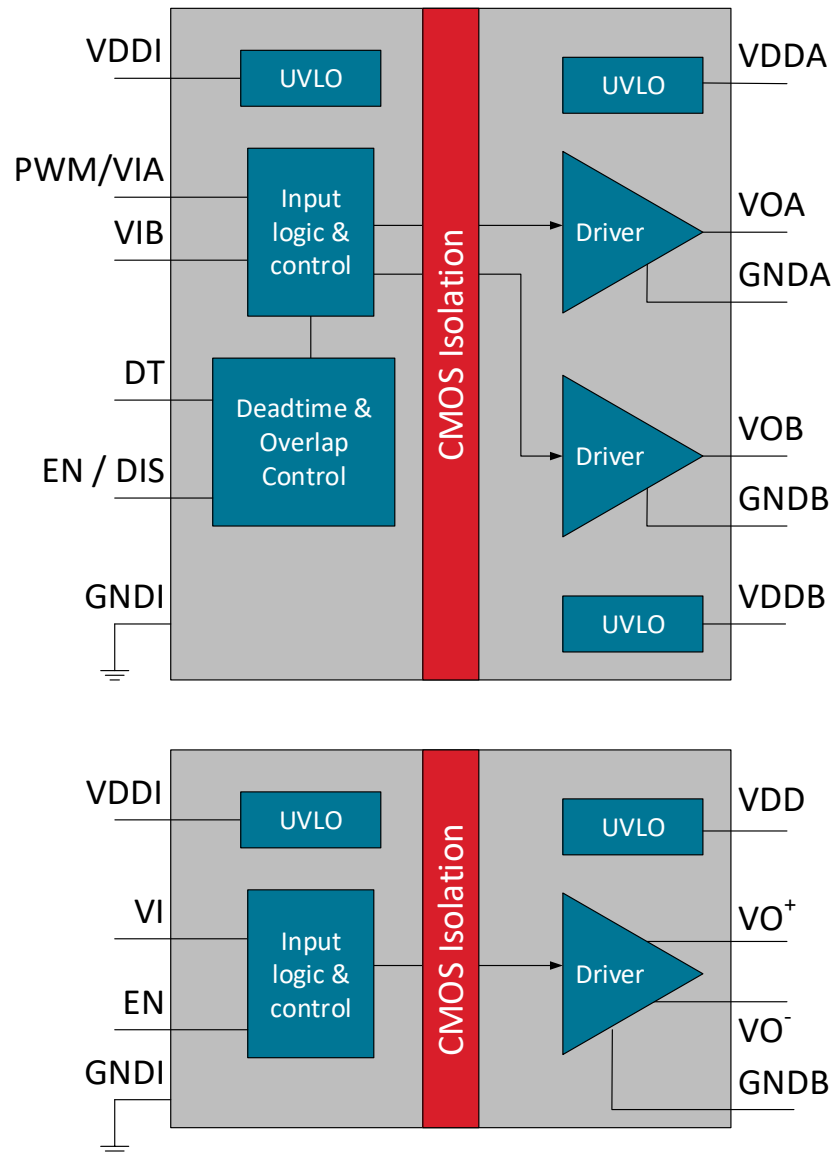 VDDI
UVLO
UVLO
VDDA
PWM/VIA
VIB
Input
logic &
control
CMOS Isolation
Driver
VOA
GNDA
DT
EN / DIS
Deadtime &
Overlap
Control
Driver
VOB
GNDB
GNDI
UVLO
VDDB
VDDI
UVLO
UVLO
VDD
VI
EN
Input
logic &
control
CMOS Isolation
Driver
VO+
VO-
GNDI
GNDB